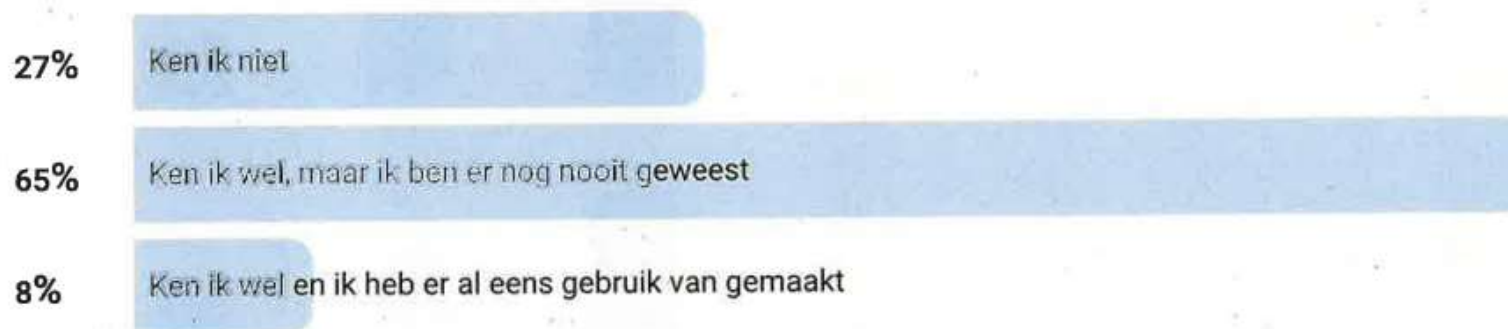 27% Ken ik niet
65% Ken ik wel, maar ik ben er nog nooit geweest
8% Ken ik wel en ik heb er al eens gebruik van gemaakt